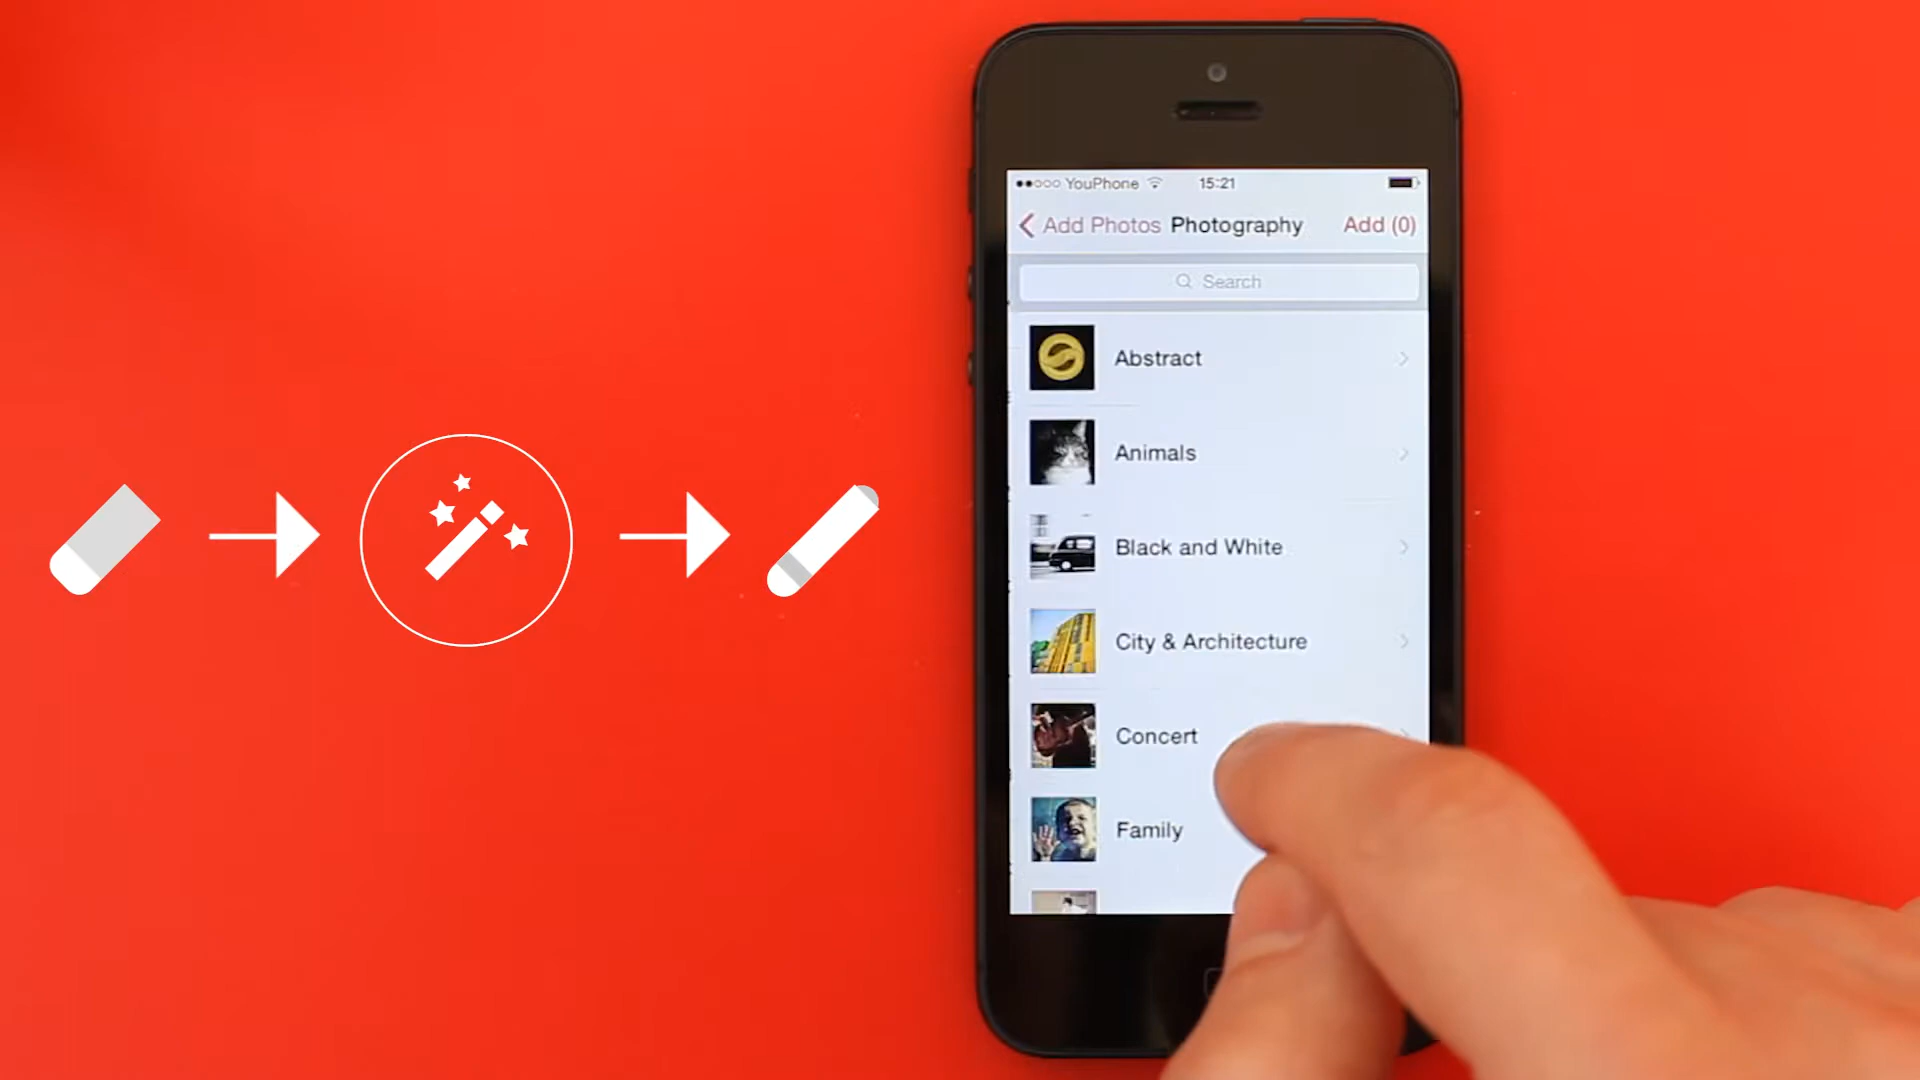 YouPhone 15:21
Add Photos Photography Add (0)
Search
Abstract
Animals
Black and White
City & Architecture
Concert
Family